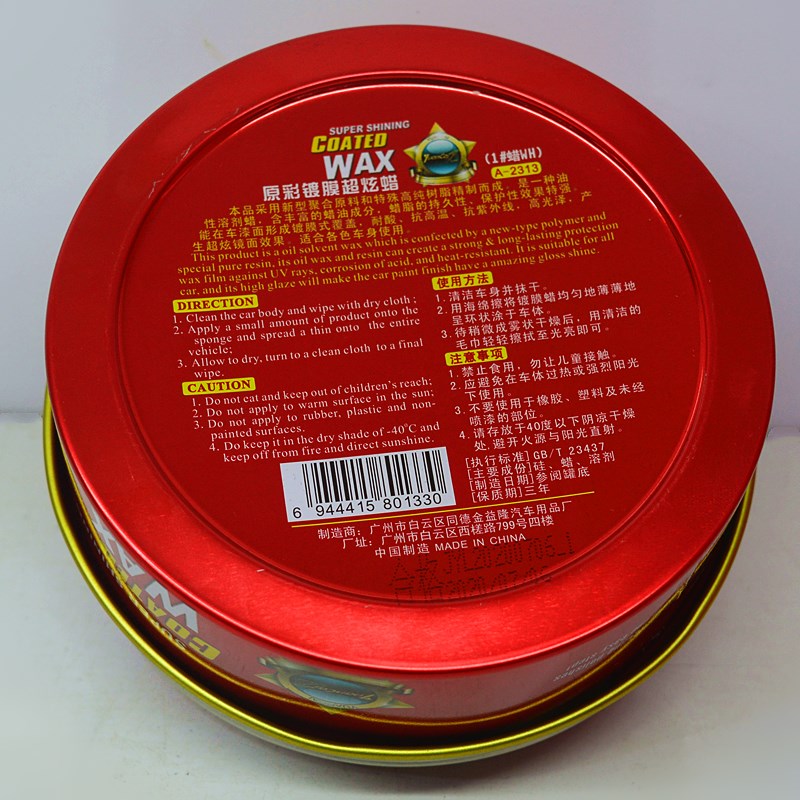 SUPER SHINING
COATED
WAX
(1#蜡WH)
A-2313
原彩镀膜超炫蜡
本品采用新型聚合原料和特殊高纯树脂精制而成，是一种油
性溶剂蜡，含丰富的蜡油成分，蜡脂的持久性、保护性效果特强。
能在车漆面形成镀膜式覆盖，耐酸、抗高温、抗紫外线，高光泽，产
生超炫镜面效果。适合各色车身使用。
This product is a oil solvent wax which is confected by a new-type polymer and
special pure resin, its oil wax and resin can create a strong & long-lasting protection
wax film against UV rays, corrosion of acid, and heat-resistant. It is suitable for all
car, and its high glaze will make the car paint finish have a amazing gloss shine.
DIRECTION
1. Clean the car body and wipe with dry cloth ;
2. Apply a small amount of product onto the
sponge and spread a thin onto the entire
vehicle;
3. Allow to dry, turn to a clean cloth to a final
wipe.
CAUTION
1. Do not eat and keep out of children's reach;
2. Do not apply to warm surface in the sun;
3. Do not apply to rubber, plastic and non-
painted surfaces.
4. Do keep it in the dry shade of -40°C and
keep off from fire and direct sunshine.
使用方法
1. 清洁车身并抹干。
2. 用海绵擦将镀膜蜡均匀地薄薄地
呈环状涂于车体。
3. 待稍微成雾状干燥后，用清洁的
毛巾轻轻擦拭至光亮即可。
注意事项
1. 禁止食用，勿让儿童接触。
2. 应避免在车体过热或强烈阳光
下使用。
3. 不要使用于橡胶、塑料及未经
喷漆的部位。
4. 请存放于40度以下阴凉干燥
处，避开火源与阳光直射。
[执行标准] GB/T 23437
[主要成份] 硅、蜡、溶剂
[制造日期] 参阅罐底
[保质期] 三年
6 944415 801330
制造商：广州市白云区同德金益隆汽车用品厂
厂址：广州市白云区西槎路799号四楼
中国制造 MADE IN CHINA
COATED
WAX